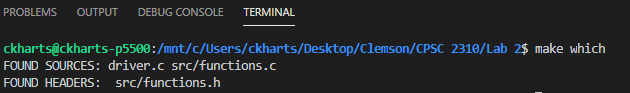 PROBLEMS OUTPUT DEBUG CONSOLE TERMINAL
ckharts@ckharts-p5500:/mnt/c/Users/ckharts/Desktop/Clemson/CPSC 2310/Lab 2$ make which
FOUND SOURCES: driver.c src/functions.c
FOUND HEADERS:  src/functions.h